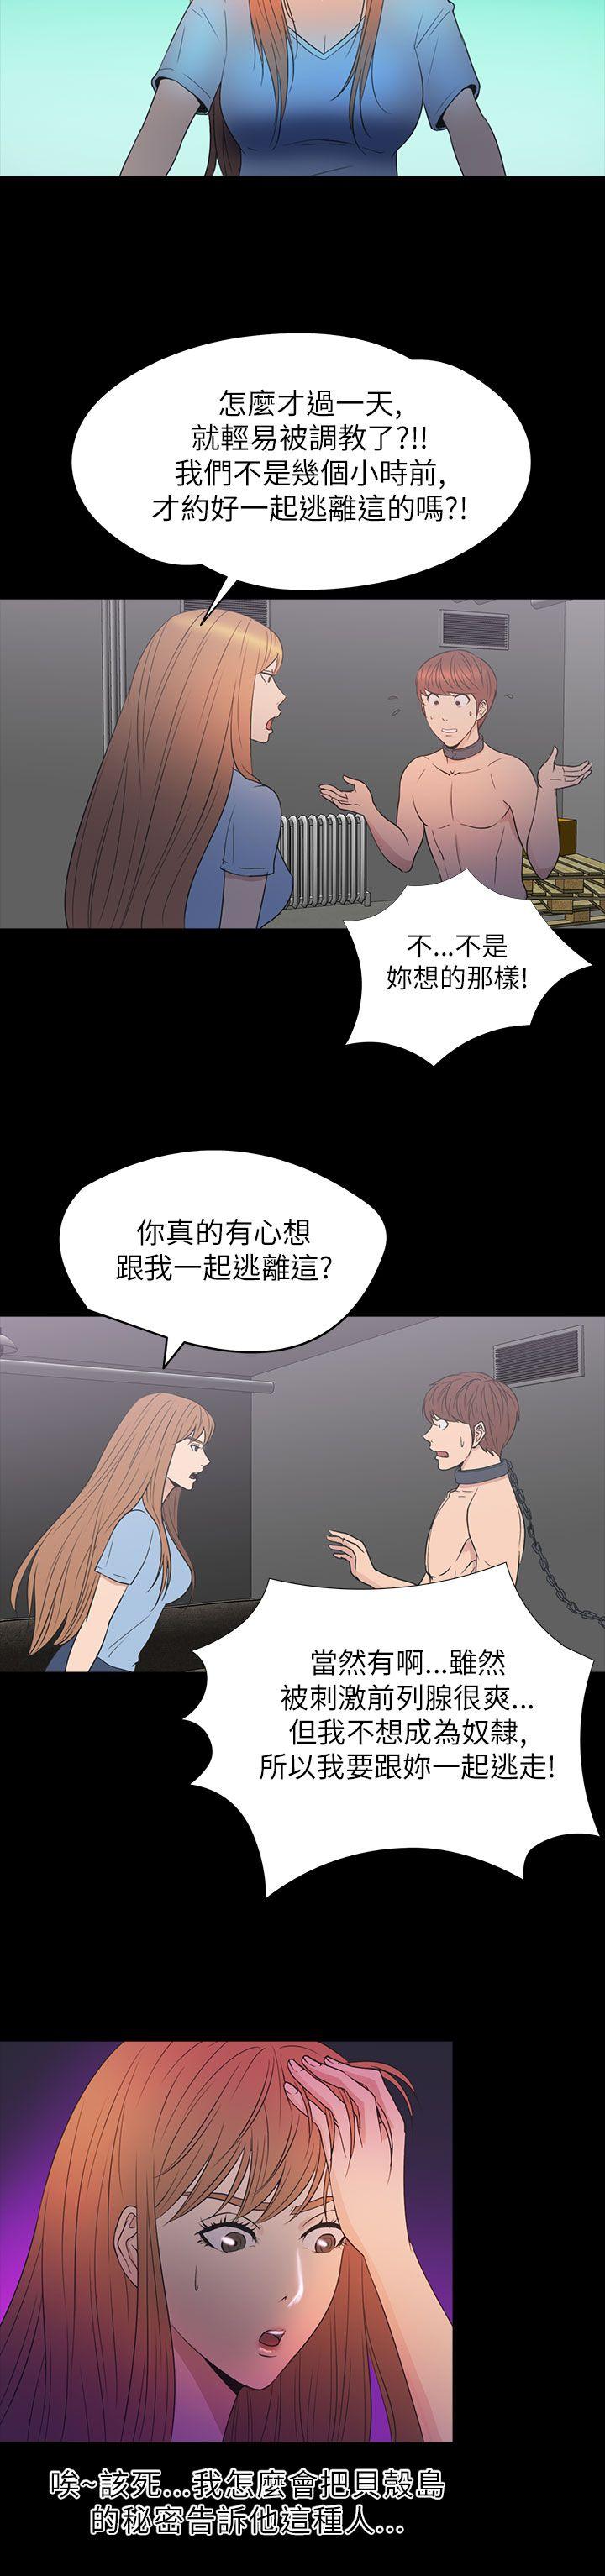 怎麼才過一天,
就輕易被調教了?!!
我們不是幾個小時前,
才約好一起逃離這的嗎?!
不...不是
妳想的那樣!
你真的有心想
跟我一起逃離這?
當然有啊...雖然
被刺激前列腺很爽...
但我不想成為奴隸,
所以我要跟妳一起逃走!
唉~該死...我怎麼會把貝殼島
的秘密告訴他這種人...